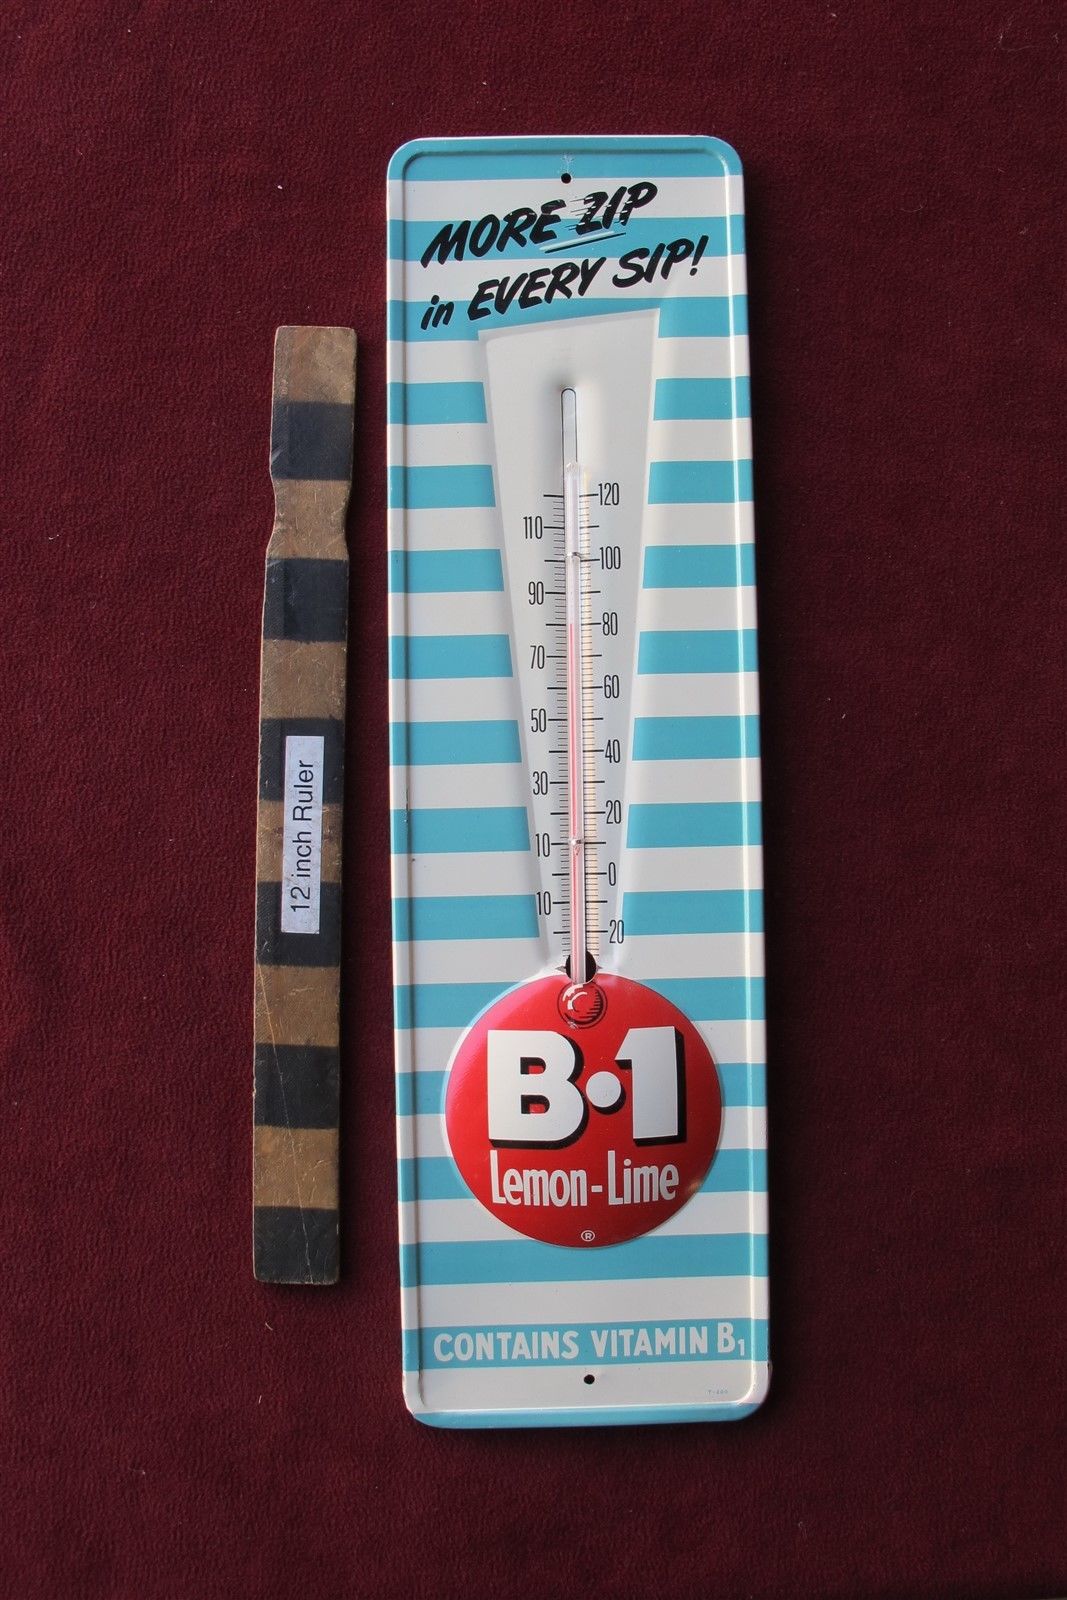 MORE ZIP
in EVERY SIP!
120
110
100
90
80
70
60
50
40
30
20
10
0
10
20
12 inch Ruler
B·1
Lemon-Lime
®
CONTAINS VITAMIN B1